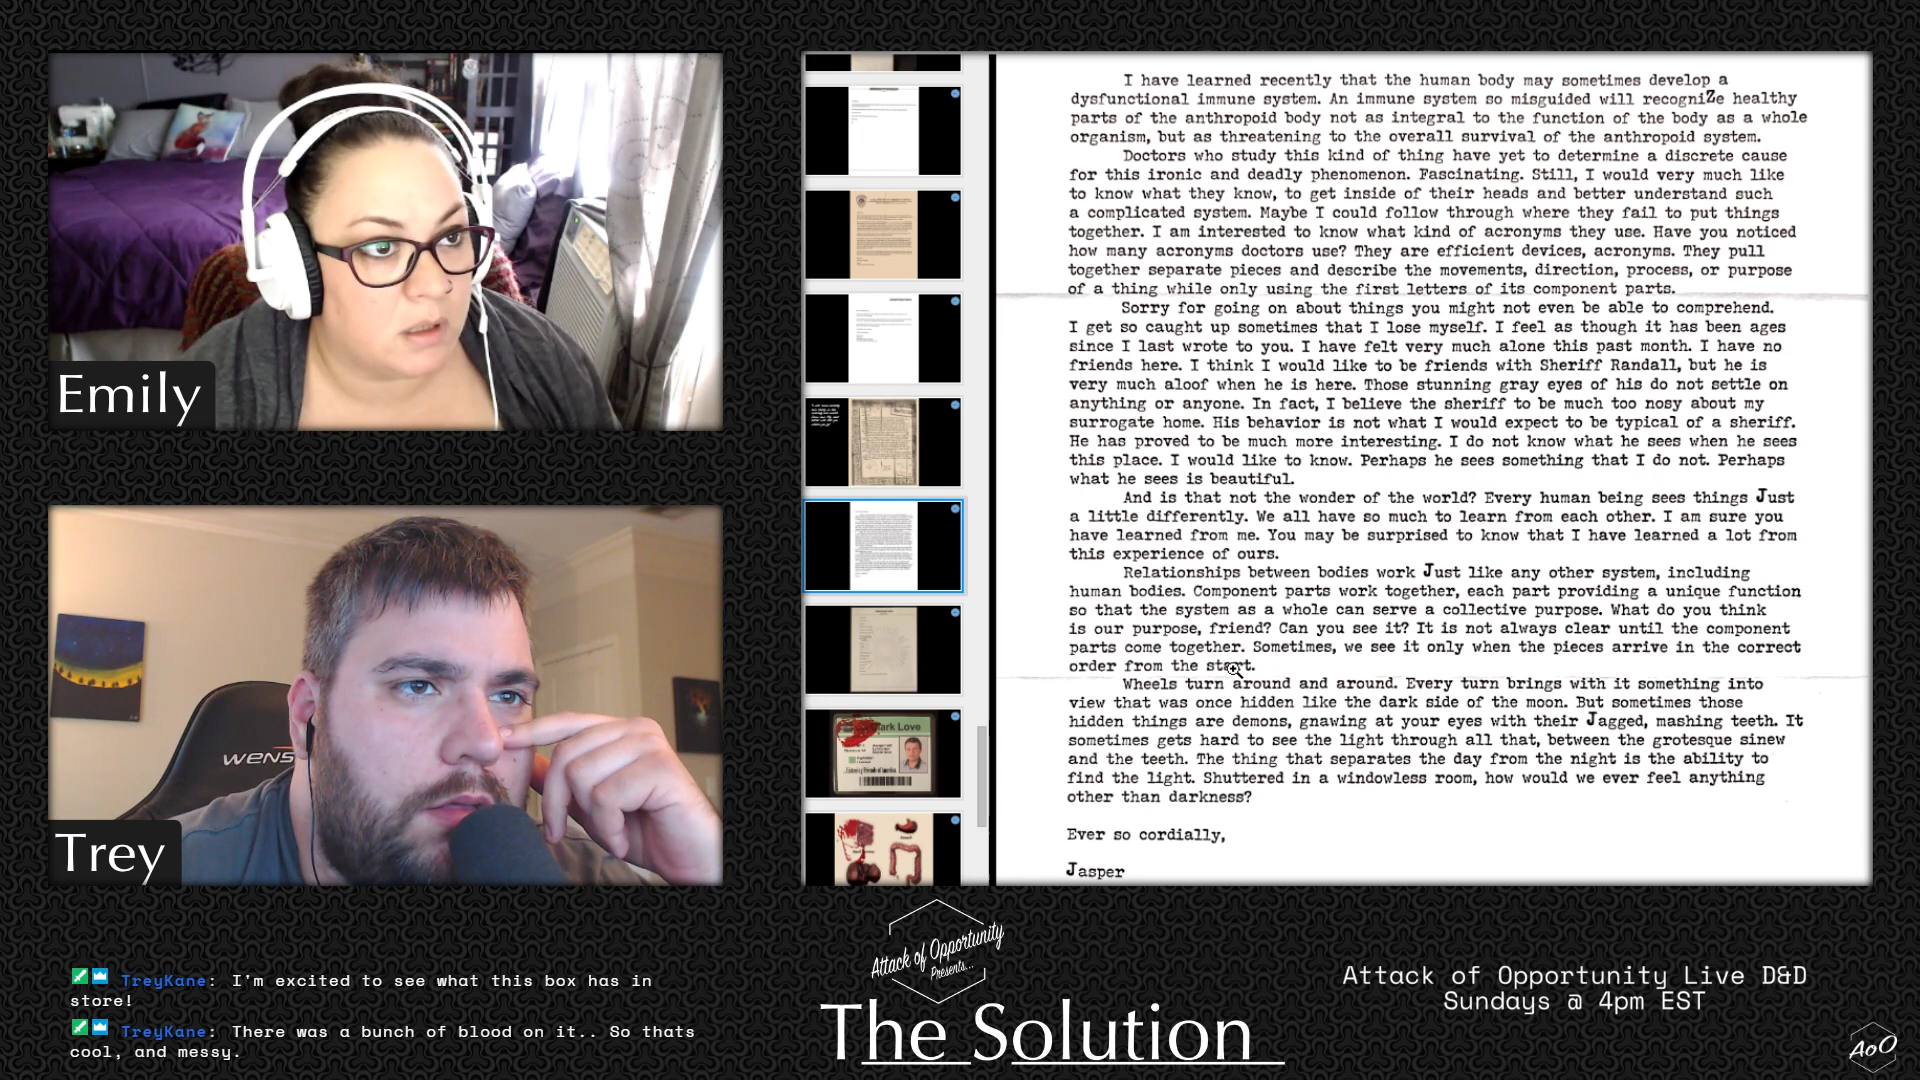 Emily
Trey
WENS
I have learned recently that the human body may sometimes develop a
dysfunctional immune system. An immune system so misguided will recogniZe healthy
parts of the anthropoid body not as integral to the function of the body as a whole
organism, but as threatening to the overall survival of the anthropoid system.
Doctors who study this kind of thing have yet to determine a discrete cause
for this ironic and deadly phenomenon. Fascinating. Still, I would very much like
to know what they know, to get inside of their heads and better understand such
a complicated system. Maybe I could follow through where they fail to put things
together. I am interested to know what kind of acronyms they use. Have you noticed
how many acronyms doctors use? They are efficient devices, acronyms. They pull
together separate pieces and describe the movements, direction, process, or purpose
of a thing while only using the first letters of its component parts.
Sorry for going on about things you might not even be able to comprehend.
I get so caught up sometimes that I lose myself. I feel as though it has been ages
since I last wrote to you. I have felt very much alone this past month. I have no
friends here. I think I would like to be friends with Sheriff Randall, but he is
very much aloof when he is here. Those stunning gray eyes of his do not settle on
anything or anyone. In fact, I believe the sheriff to be much too nosy about my
surrogate home. His behavior is not what I would expect to be typical of a sheriff.
He has proved to be much more interesting. I do not know what he sees when he sees
this place. I would like to know. Perhaps he sees something that I do not. Perhaps
what he sees is beautiful.
And is that not the wonder of the world? Every human being sees things Just
a little differently. We all have so much to learn from each other. I am sure you
have learned from me. You may be surprised to know that I have learned a lot from
this experience of ours.
Relationships between bodies work Just like any other system, including
human bodies. Component parts work together, each part providing a unique function
so that the system as a whole can serve a collective purpose. What do you think
is our purpose, friend? Can you see it? It is not always clear until the component
parts come together. Sometimes, we see it only when the pieces arrive in the correct
order from the start.
Wheels turn around and around. Every turn brings with it something into
view that was once hidden like the dark side of the moon. But sometimes those
hidden things are demons, gnawing at your eyes with their Jagged, mashing teeth. It
sometimes gets hard to see the light through all that, between the grotesque sinew
and the teeth. The thing that separates the day from the night is the ability to
find the light. Shuttered in a windowless room, how would we ever feel anything
other than darkness?
Ever so cordially,
Jasper
ark Love
TreyKane: I'm excited to see what this box has in
store!
TreyKane: There was a bunch of blood on it.. So thats
cool, and messy.
Attack of Opportunity
Presents...
The Solution
Attack of Opportunity Live D&D
Sundays @ 4pm EST
AoO